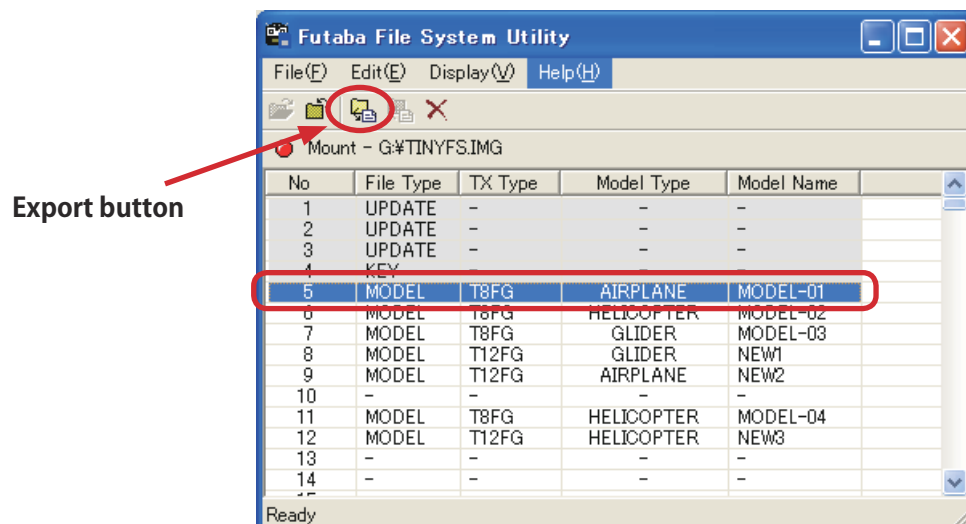 Futaba File System Utility
File(F) Edit(E) Display(V) Help(H)
Mount - G:¥TINYFS.IMG
Export button
No File Type TX Type Model Type Model Name
1 UPDATE - - -
2 UPDATE - - -
3 UPDATE - - -
4 KEY - - -
5 MODEL T8FG AIRPLANE MODEL-01
6 MODEL T8FG HELICOPTER MODEL-02
7 MODEL T8FG GLIDER MODEL-03
8 MODEL T12FG GLIDER NEW1
9 MODEL T12FG AIRPLANE NEW2
10 - - - -
11 MODEL T8FG HELICOPTER MODEL-04
12 MODEL T12FG HELICOPTER NEW3
13 - - - -
14 - - - -
Ready